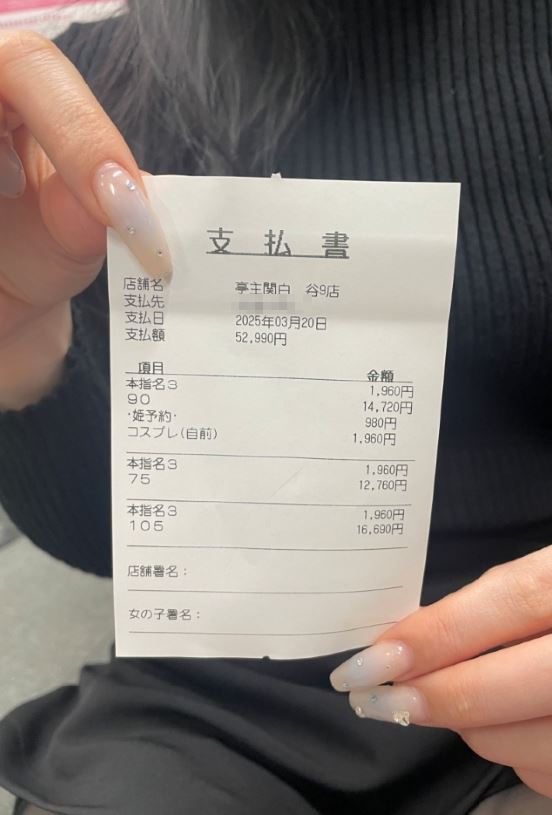 支払書
店舗名 亭主関白 谷9店
支払先
支払日 2025年03月20日
支払額 52,990円
項目 金額
本指名3 1,960円
90 14,720円
・姫予約・ 980円
コスプレ(自前) 1,960円
本指名3 1,960円
75 12,760円
本指名3 1,960円
105 16,690円
店舗署名：
女の子署名：